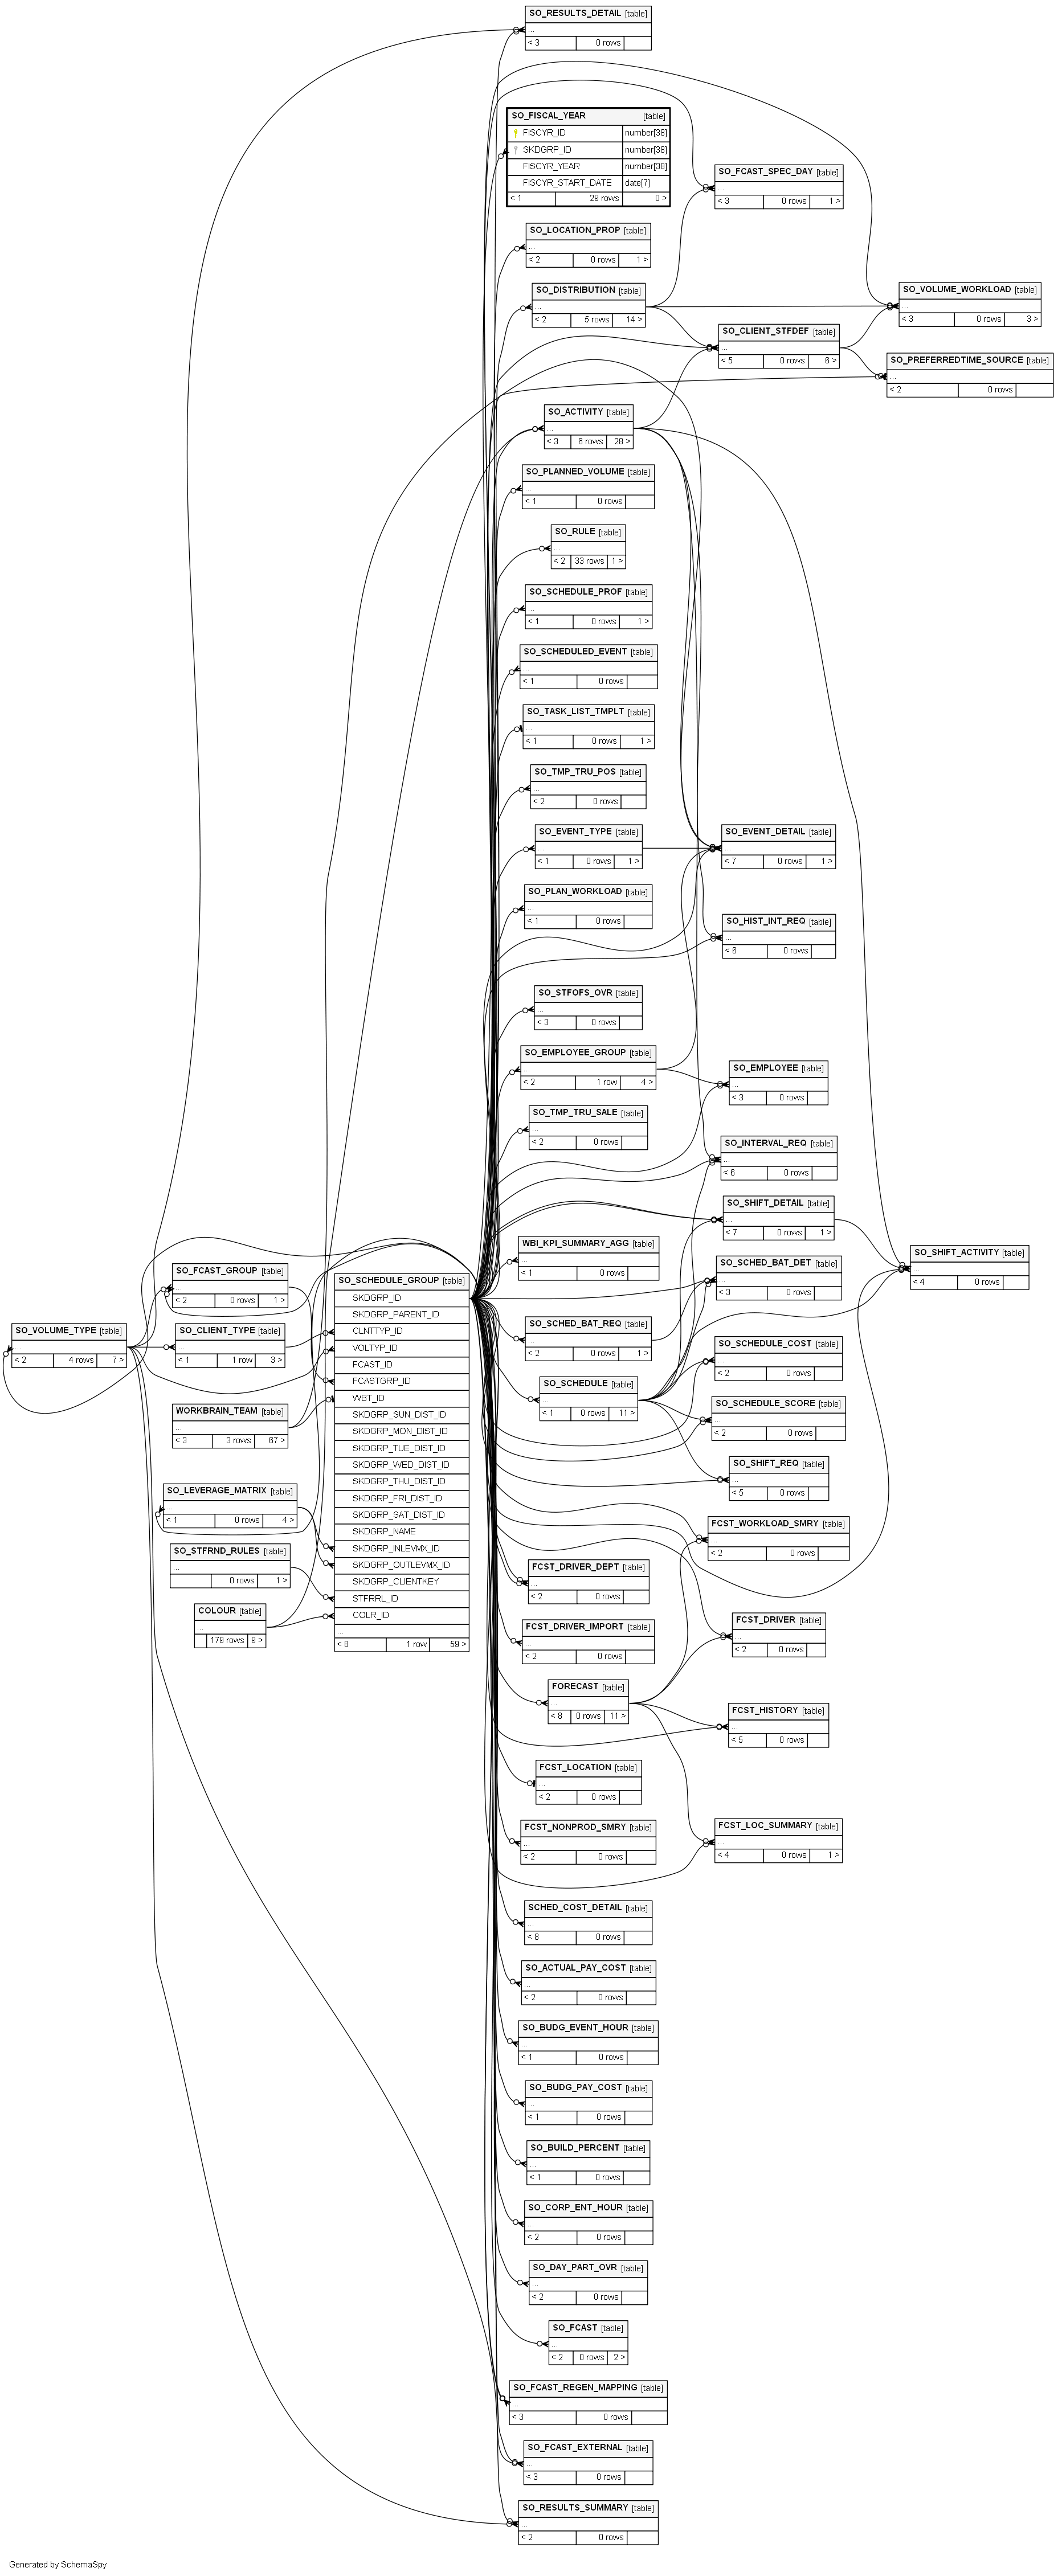 SO_RESULTS_DETAIL [table]
...
< 3 0 rows
SO_FISCAL_YEAR [table]
FISCYR_ID number[38]
SKDGRP_ID number[38]
FISCYR_YEAR number[38]
FISCYR_START_DATE date[7]
< 1 29 rows 0 >
SO_FCAST_SPEC_DAY [table]
...
< 3 0 rows 1 >
SO_LOCATION_PROP [table]
...
< 2 0 rows 1 >
SO_DISTRIBUTION [table]
...
< 2 5 rows 14 >
SO_VOLUME_WORKLOAD [table]
...
< 3 0 rows 3 >
SO_CLIENT_STFDEF [table]
...
< 5 0 rows 6 >
SO_PREFERREDTIME_SOURCE [table]
...
< 2 0 rows
SO_ACTIVITY [table]
...
< 3 6 rows 28 >
SO_PLANNED_VOLUME [table]
...
< 1 0 rows
SO_RULE [table]
...
< 2 33 rows 1 >
SO_SCHEDULE_PROF [table]
...
< 1 0 rows 1 >
SO_SCHEDULED_EVENT [table]
...
< 1 0 rows
SO_TASK_LIST_TMPLT [table]
...
< 1 0 rows 1 >
SO_TMP_TRU_POS [table]
...
< 2 0 rows
SO_EVENT_TYPE [table]
...
< 1 0 rows 1 >
SO_EVENT_DETAIL [table]
...
< 7 0 rows 1 >
SO_PLAN_WORKLOAD [table]
...
< 1 0 rows
SO_HIST_INT_REQ [table]
...
< 6 0 rows
SO_STFOFS_OVR [table]
...
< 3 0 rows
SO_EMPLOYEE_GROUP [table]
...
< 2 1 row 4 >
SO_EMPLOYEE [table]
...
< 3 0 rows
SO_TMP_TRU_SALE [table]
...
< 2 0 rows
SO_INTERVAL_REQ [table]
...
< 6 0 rows
SO_SHIFT_DETAIL [table]
...
< 7 0 rows 1 >
WBI_KPI_SUMMARY_AGG [table]
...
< 1 0 rows
SO_SHIFT_ACTIVITY [table]
...
< 4 0 rows
SO_SCHED_BAT_DET [table]
...
< 3 0 rows
SO_FCAST_GROUP [table]
...
< 2 0 rows 1 >
SO_VOLUME_TYPE [table]
...
< 2 4 rows 7 >
SO_CLIENT_TYPE [table]
...
< 1 1 row 3 >
WORKBRAIN_TEAM [table]
...
< 3 3 rows 67 >
SO_LEVERAGE_MATRIX [table]
...
< 1 0 rows 4 >
SO_STFRND_RULES [table]
...
0 rows 1 >
COLOUR [table]
...
179 rows 9 >
SO_SCHEDULE_GROUP [table]
SKDGRP_ID
SKDGRP_PARENT_ID
CLNTTYP_ID
VOLTYP_ID
FCAST_ID
FCASTGRP_ID
WBT_ID
SKDGRP_SUN_DIST_ID
SKDGRP_MON_DIST_ID
SKDGRP_TUE_DIST_ID
SKDGRP_WED_DIST_ID
SKDGRP_THU_DIST_ID
SKDGRP_FRI_DIST_ID
SKDGRP_SAT_DIST_ID
SKDGRP_NAME
SKDGRP_INLEVMX_ID
SKDGRP_OUTLEVMX_ID
SKDGRP_CLIENTKEY
STFRRL_ID
COLR_ID
...
< 8 1 row 59 >
SO_SCHED_BAT_REQ [table]
...
< 2 0 rows 1 >
SO_SCHEDULE_COST [table]
...
< 2 0 rows
SO_SCHEDULE [table]
...
< 1 0 rows 11 >
SO_SCHEDULE_SCORE [table]
...
< 2 0 rows
SO_SHIFT_REQ [table]
...
< 5 0 rows
FCST_WORKLOAD_SMRY [table]
...
< 2 0 rows
FCST_DRIVER_DEPT [table]
...
< 2 0 rows
FCST_DRIVER_IMPORT [table]
...
< 2 0 rows
FCST_DRIVER [table]
...
< 2 0 rows
FORECAST [table]
...
< 8 0 rows 11 >
FCST_HISTORY [table]
...
< 5 0 rows
FCST_LOCATION [table]
...
< 2 0 rows
FCST_NONPROD_SMRY [table]
...
< 2 0 rows
FCST_LOC_SUMMARY [table]
...
< 4 0 rows 1 >
SCHED_COST_DETAIL [table]
...
< 8 0 rows
SO_ACTUAL_PAY_COST [table]
...
< 2 0 rows
SO_BUDG_EVENT_HOUR [table]
...
< 1 0 rows
SO_BUDG_PAY_COST [table]
...
< 1 0 rows
SO_BUILD_PERCENT [table]
...
< 1 0 rows
SO_CORP_ENT_HOUR [table]
...
< 2 0 rows
SO_DAY_PART_OVR [table]
...
< 2 0 rows
SO_FCAST [table]
...
< 2 0 rows 2 >
SO_FCAST_REGEN_MAPPING [table]
...
< 3 0 rows
SO_FCAST_EXTERNAL [table]
...
< 3 0 rows
SO_RESULTS_SUMMARY [table]
...
< 2 0 rows
Generated by SchemaSpy